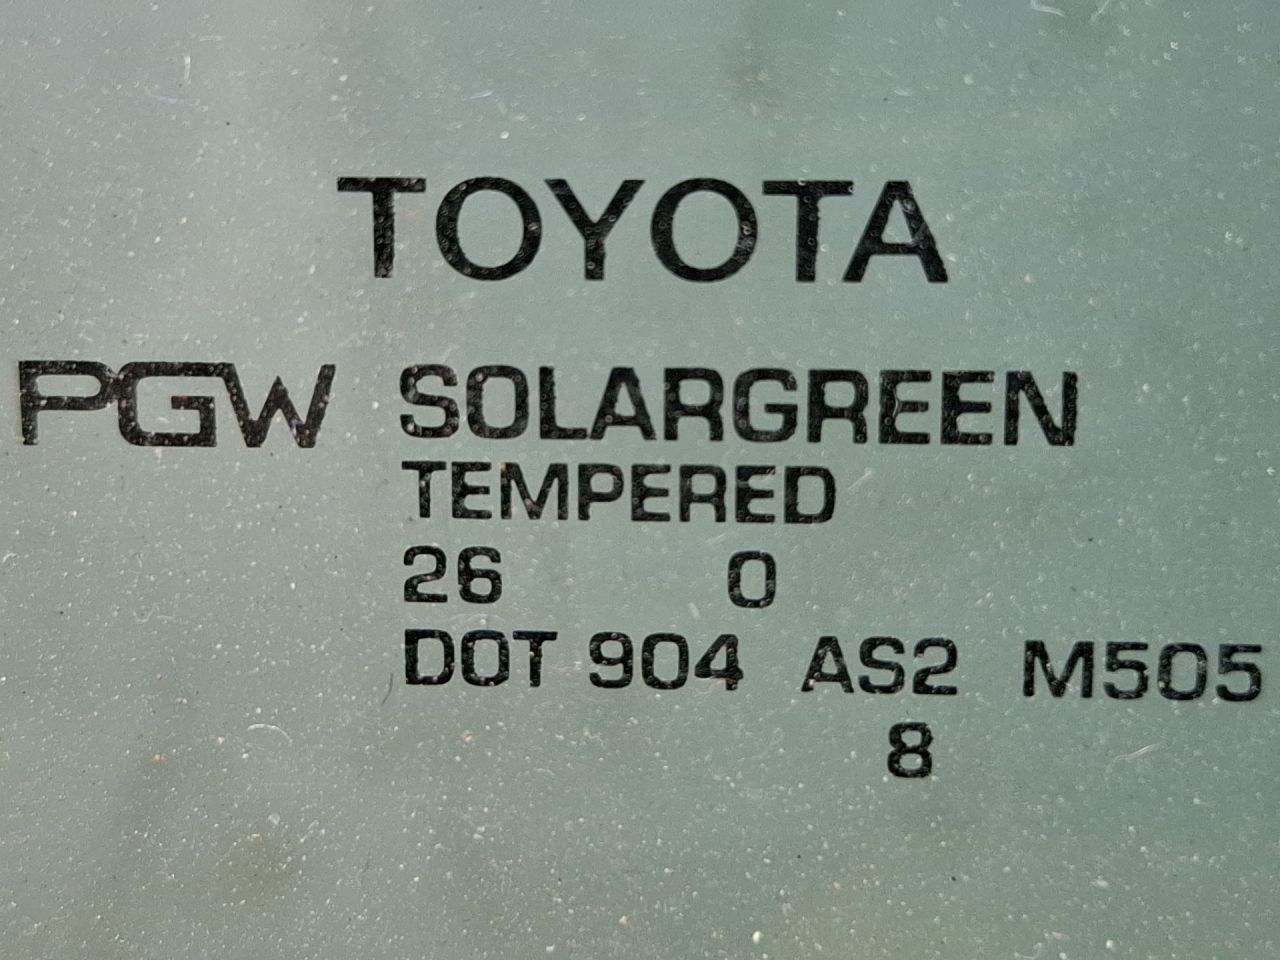 TOYOTA
PGW SOLARGREEN
TEMPERED
26 0
DOT 904 AS2 M505
8